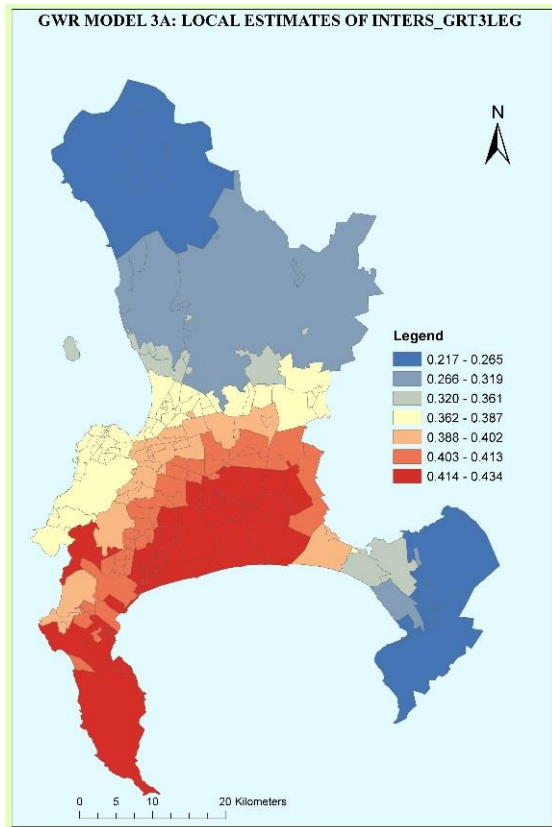 GWR MODEL 3A: LOCAL ESTIMATES OF INTERS_GRT3LEG
N
Legend
0.217 - 0.265
0.266 - 0.319
0.320 - 0.361
0.362 - 0.387
0.388 - 0.402
0.403 - 0.413
0.414 - 0.434
0 5 10 20 Kilometers